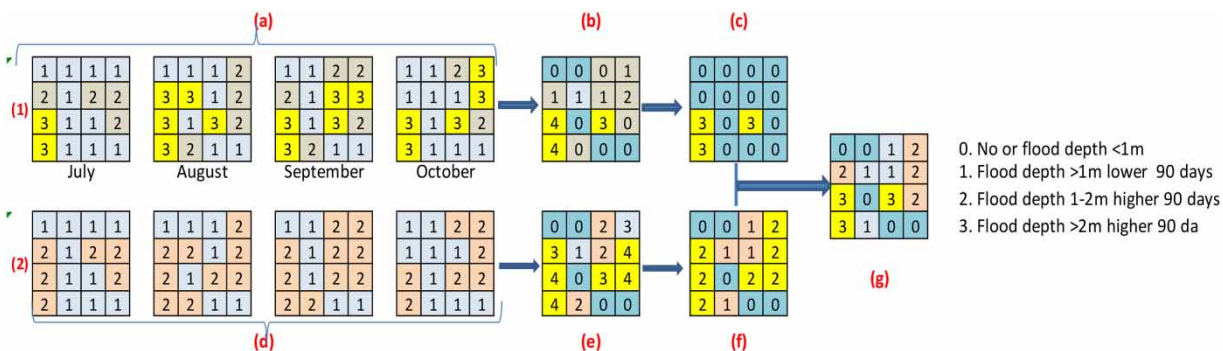 (a) (b) (c)
1 1 1 1 1 1 1 2 1 1 2 2 1 1 2 3 0 0 0 1 0 0 0 0
2 1 2 2 3 3 1 2 2 1 3 3 1 1 1 3 1 1 1 2 0 0 0 0
(1) 3 1 1 2 3 1 3 2 3 1 3 2 3 1 3 2 4 0 3 0 3 0 3 0
3 1 1 1 3 2 1 1 3 2 1 1 3 1 1 1 4 0 0 0 3 0 0 0
July August September October
0 0 1 2
2 1 1 2
3 0 3 2
3 1 0 0
(g)
0. No or flood depth <1m
1. Flood depth >1m lower 90 days
2. Flood depth 1-2m higher 90 days
3. Flood depth >2m higher 90 da
1 1 1 1 1 1 1 2 1 1 2 2 1 1 2 2 0 0 2 3 0 0 1 2
2 1 2 2 2 2 1 2 2 1 2 2 1 1 1 2 3 1 2 4 2 1 1 2
(2) 2 1 1 2 2 1 2 2 2 1 2 2 2 1 2 2 4 0 3 4 2 0 2 2
2 1 1 1 2 2 1 1 2 2 1 1 2 1 1 1 4 2 0 0 2 1 0 0
(d) (e) (f)